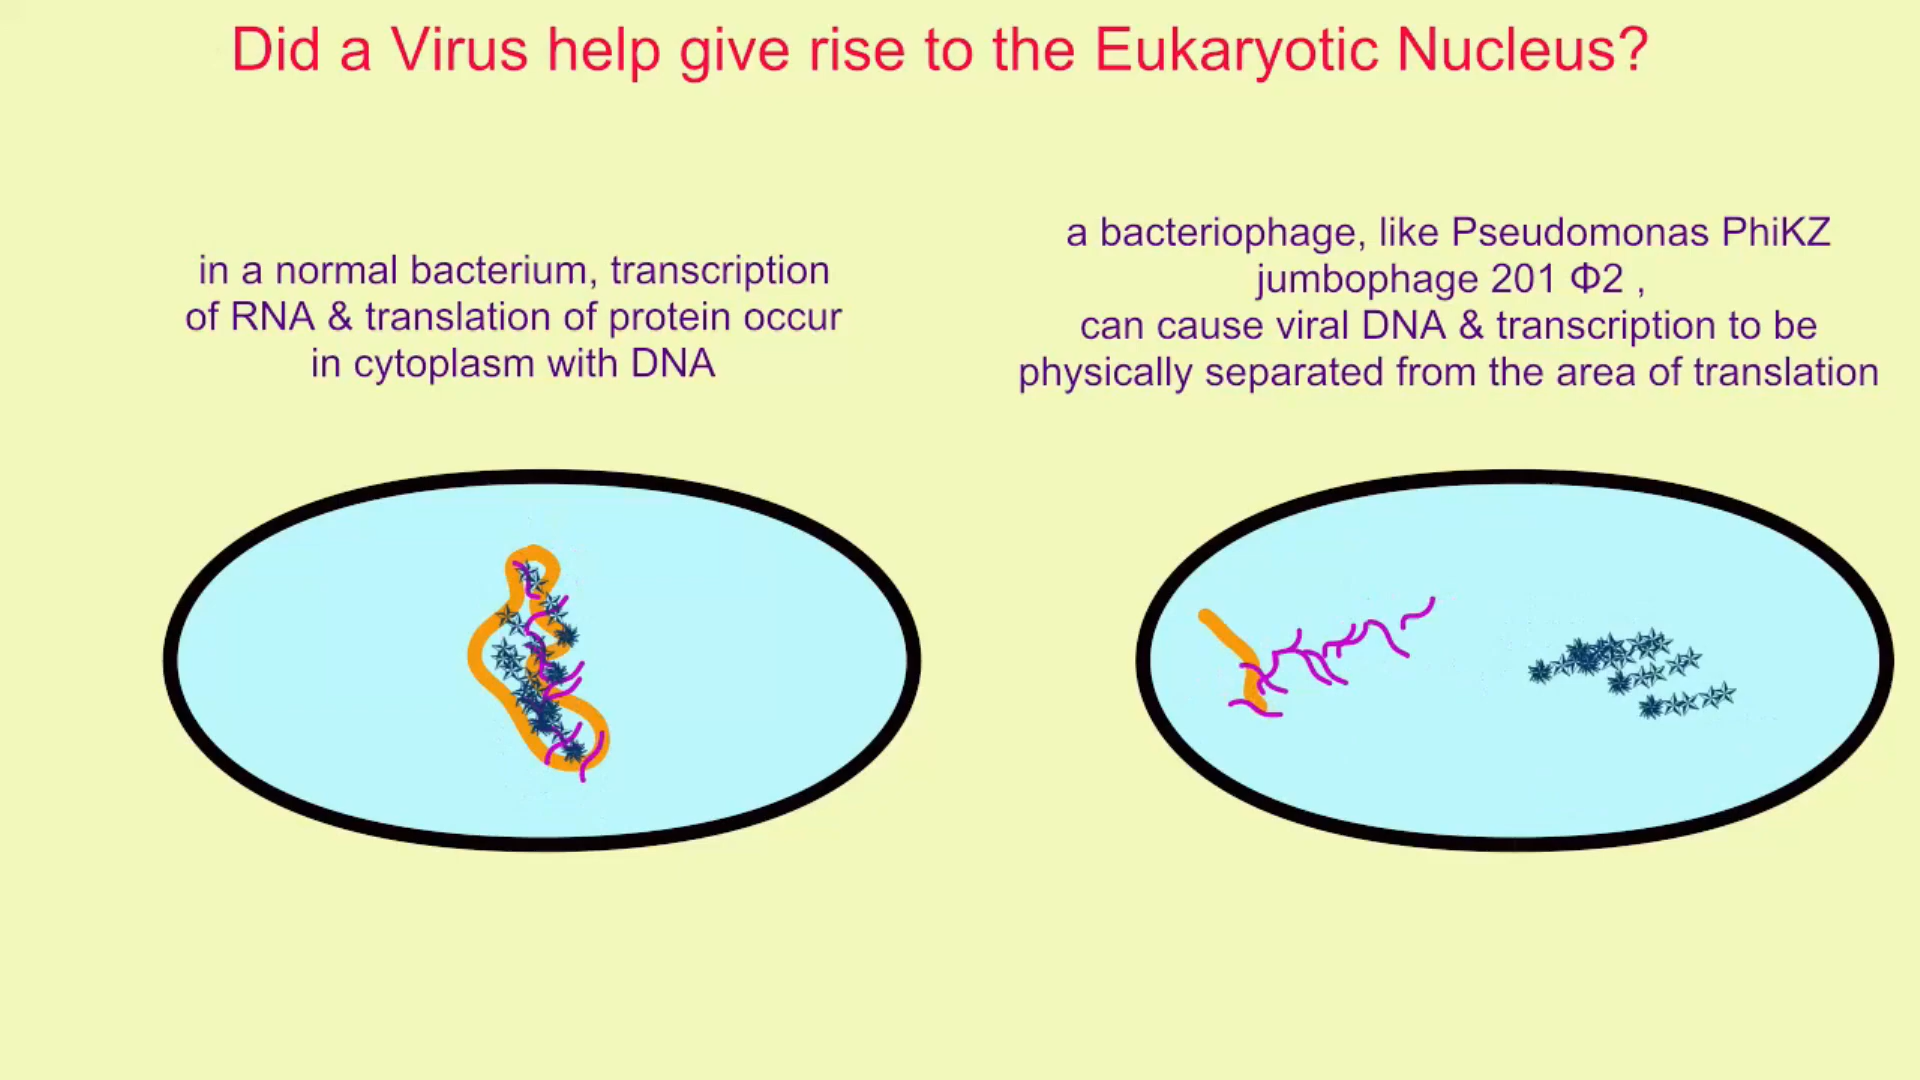 Did a Virus help give rise to the Eukaryotic Nucleus?
in a normal bacterium, transcription
of RNA & translation of protein occur
in cytoplasm with DNA
a bacteriophage, like Pseudomonas PhiKZ
jumbophage 201 Φ2 ,
can cause viral DNA & transcription to be
physically separated from the area of translation